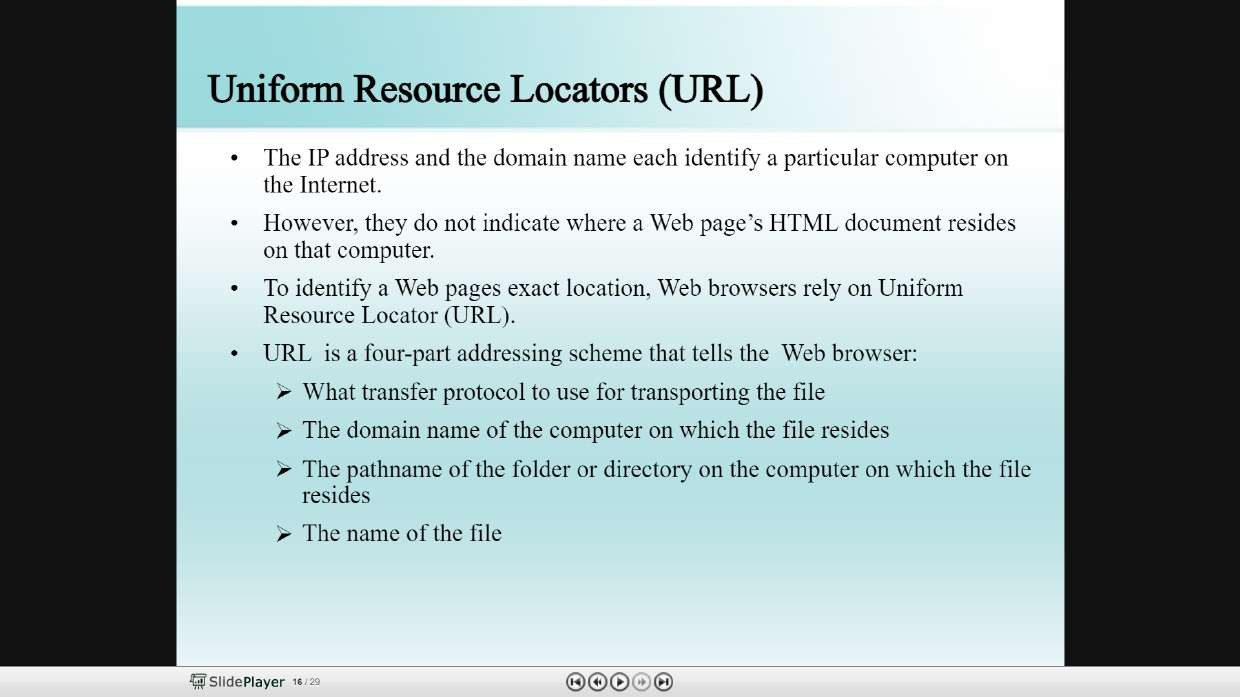 Uniform Resource Locators (URL)
• The IP address and the domain name each identify a particular computer on
the Internet.
• However, they do not indicate where a Web page’s HTML document resides
on that computer.
• To identify a Web pages exact location, Web browsers rely on Uniform
Resource Locator (URL).
• URL  is a four-part addressing scheme that tells the  Web browser:
➢ What transfer protocol to use for transporting the file
➢ The domain name of the computer on which the file resides
➢ The pathname of the folder or directory on the computer on which the file
resides
➢ The name of the file
SlidePlayer 16 / 29